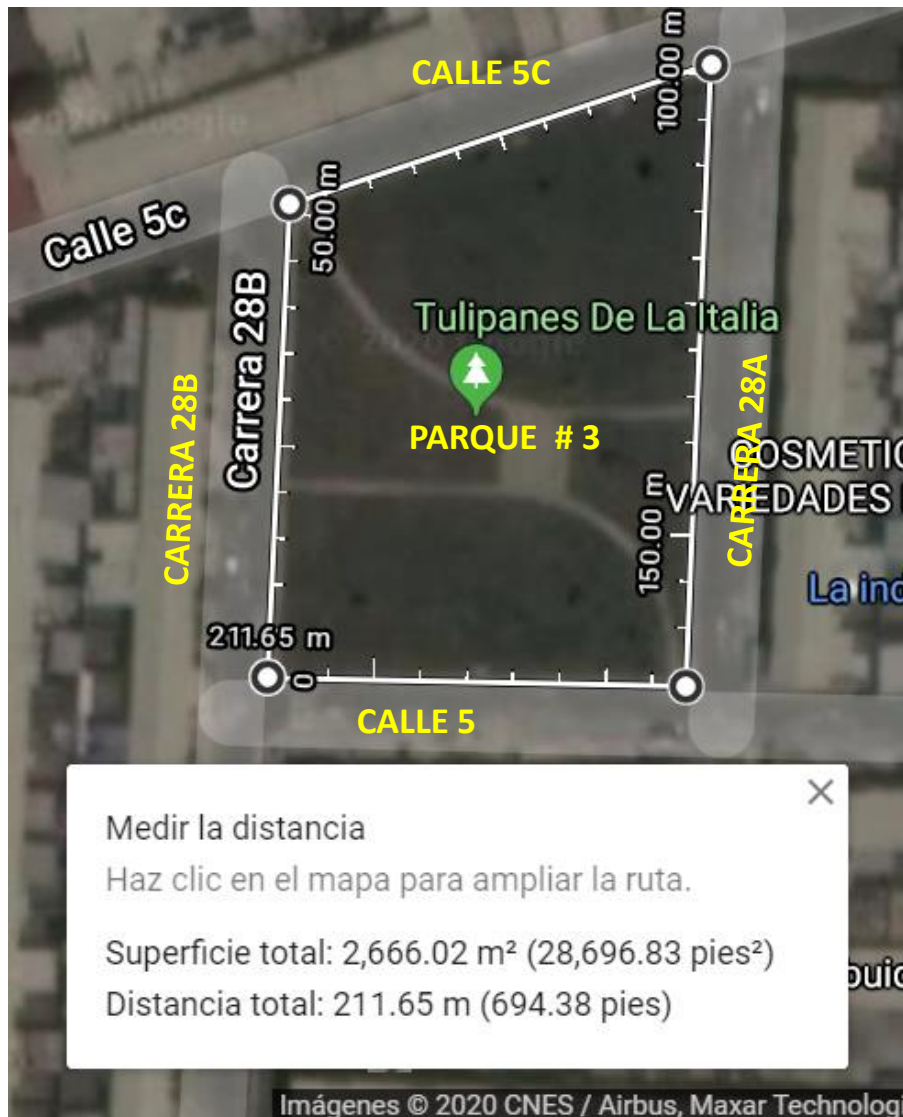 CALLE 5C
100.00 m
2020 Google
Calle 5c
50.00 m
Carrera 28B
CARRERA 28B
Tulipanes De La Italia
PARQUE # 3
CARRERA 28A
COSMETIC
VARIEDADES
150.00 m
La ind
211.65 m
0
CALLE 5
Medir la distancia
Haz clic en el mapa para ampliar la ruta.
Superficie total: 2,666.02 m² (28,696.83 pies²)
Distancia total: 211.65 m (694.38 pies)
Imágenes © 2020 CNES / Airbus, Maxar Technologi